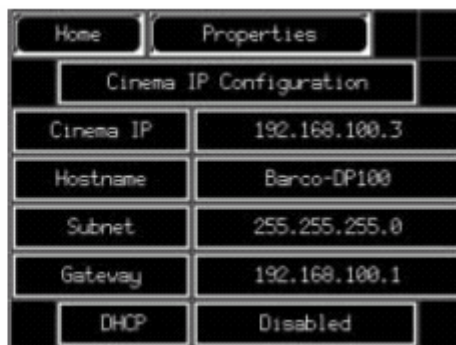 Home Properties
Cinema IP Configuration
Cinema IP 192.168.100.3
Hostname Barco-DP100
Subnet 255.255.255.0
Gateway 192.168.100.1
DHCP Disabled